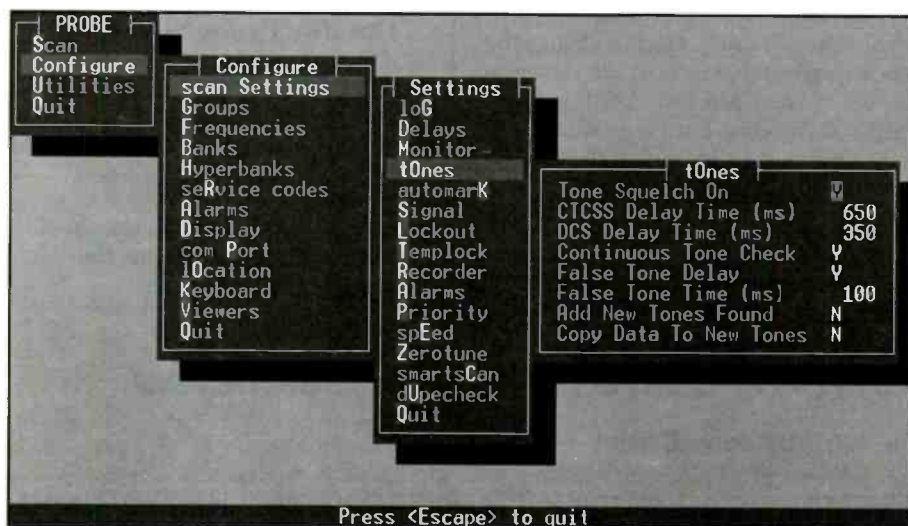 PROBE
Scan
Configure
Utilities
Quit
Configure
scan Settings
Groups
Frequencies
Banks
Hyperbanks
seRvice codes
Alarms
Display
com Port
lOcation
Keyboard
Viewers
Quit
Settings
loG
Delays
Monitor
tOnes
automarK
Signal
Lockout
Templock
Recorder
Alarms
Priority
spEed
Zerotune
smartsCan
dUpecheck
Quit
tOnes
Tone Squelch On Y
CTCSS Delay Time (ms) 650
DCS Delay Time (ms) 350
Continuous Tone Check Y
False Tone Delay Y
False Tone Time (ms) 100
Add New Tones Found N
Copy Data To New Tones N
Press <Escape> to quit